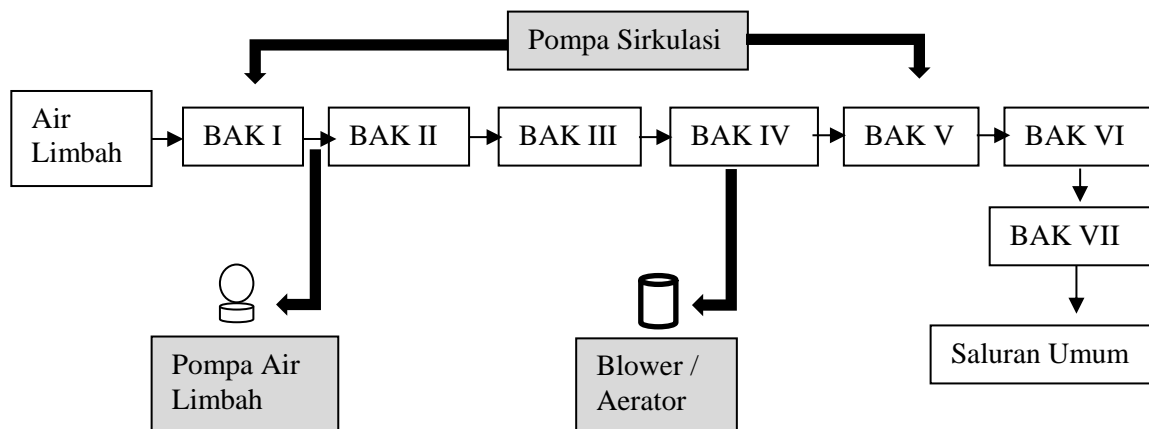 Pompa Sirkulasi
Air
Limbah
BAK I
BAK II
BAK III
BAK IV
BAK V
BAK VI
BAK VII
Pompa Air
Limbah
Blower /
Aerator
Saluran Umum